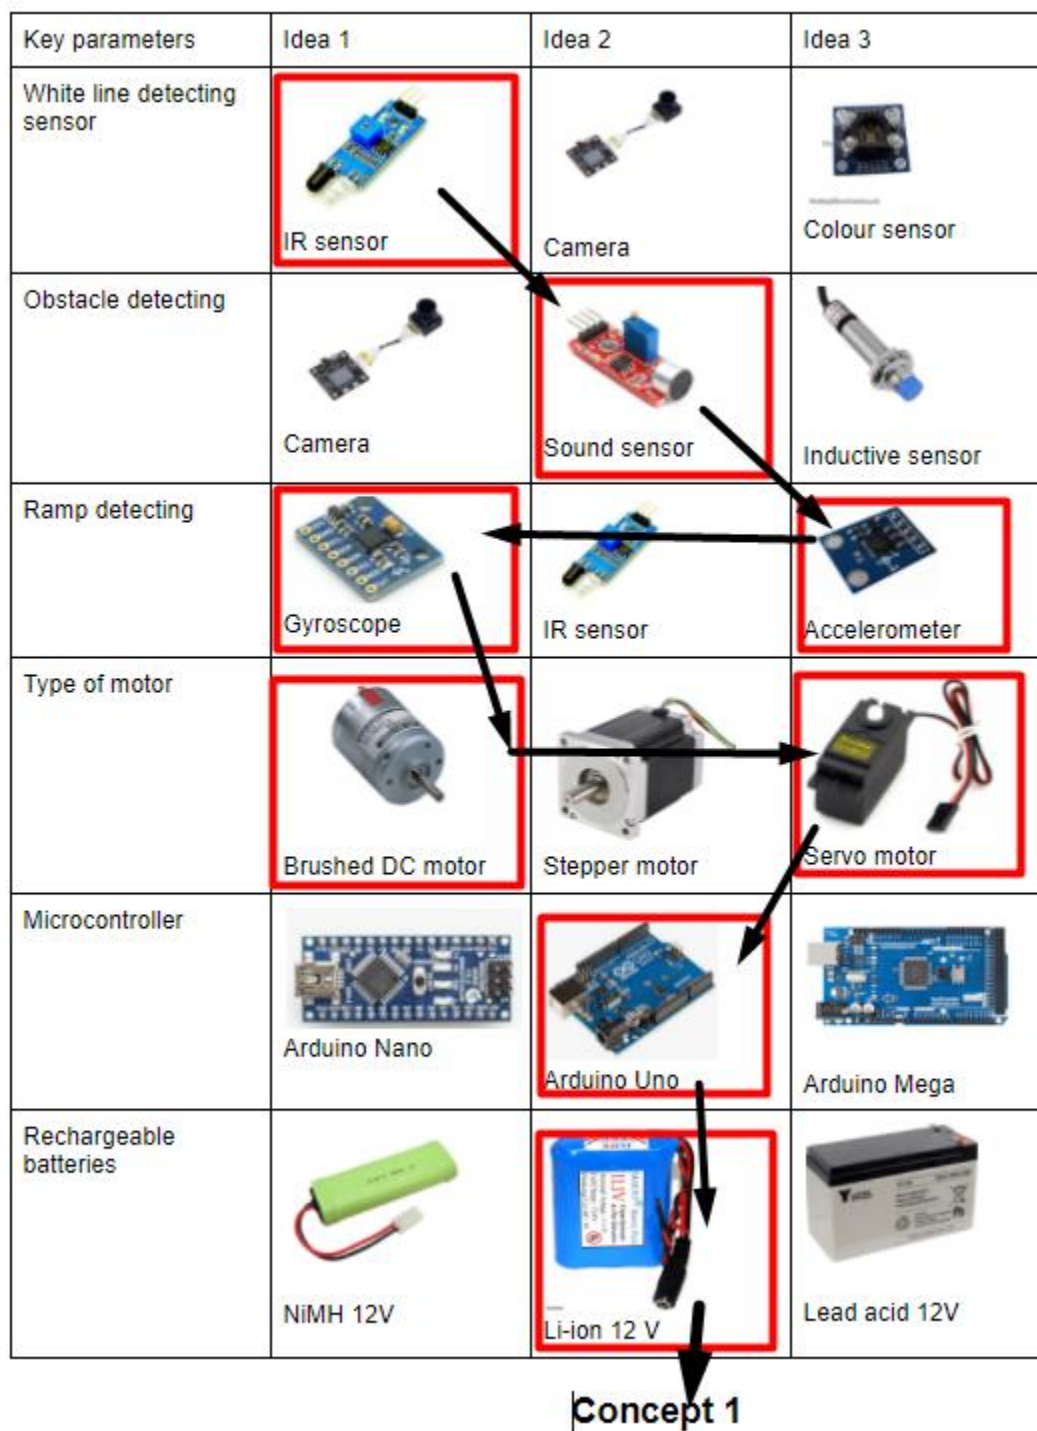 Key parameters
Idea 1
Idea 2
Idea 3
White line detecting
sensor
IR sensor
Camera
Colour sensor
Obstacle detecting
Camera
Sound sensor
Inductive sensor
Ramp detecting
Gyroscope
IR sensor
Accelerometer
Type of motor
Brushed DC motor
Stepper motor
Servo motor
Microcontroller
Arduino Nano
Arduino Uno
Arduino Mega
Rechargeable
batteries
NiMH 12V
Li-ion 12 V
Lead acid 12V
Concept 1